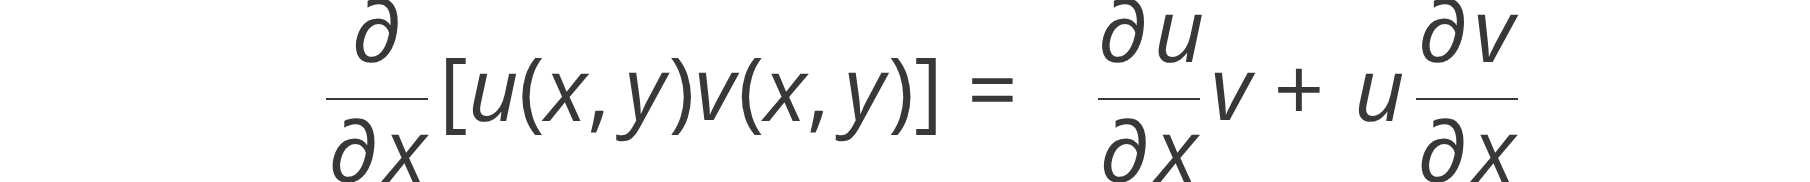 ∂/∂x [u(x,y)v(x,y)] = ∂u/∂x v + u ∂v/∂x